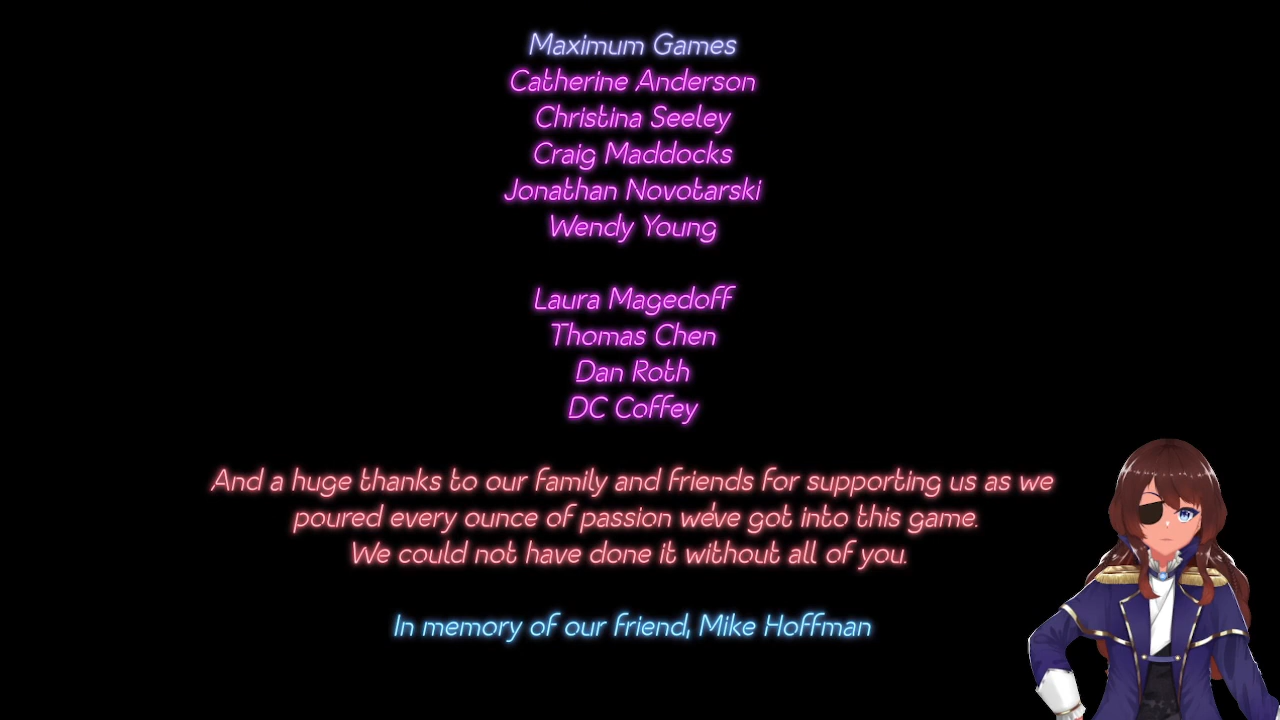 Maximum Games
Catherine Anderson
Christina Seeley
Craig Maddocks
Jonathan Novotarski
Wendy Young
Laura Magedoff
Thomas Chen
Dan Roth
DC Coffey
And a huge thanks to our family and friends for supporting us as we
poured every ounce of passion we've got into this game.
We could not have done it without all of you.
In memory of our friend, Mike Hoffman